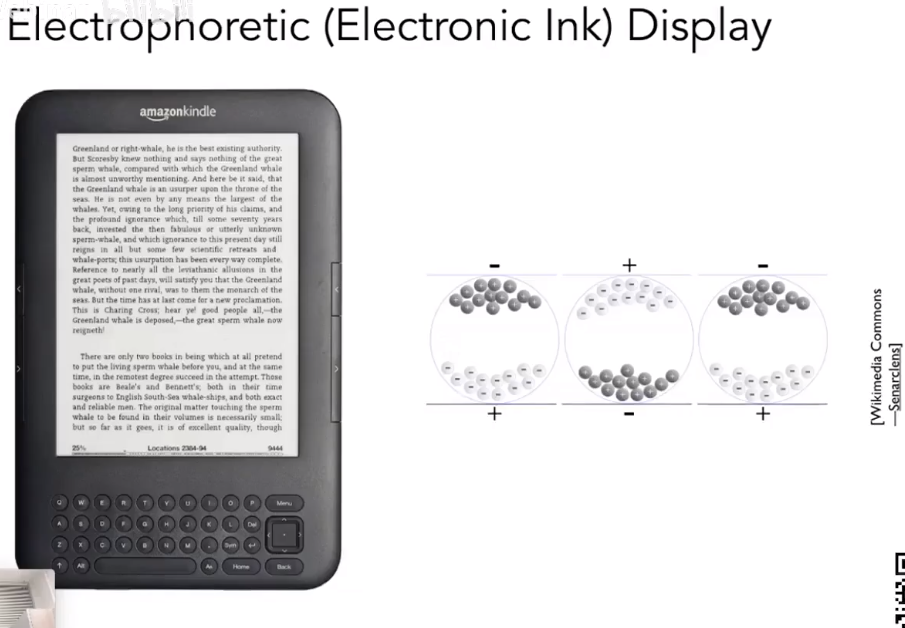 Electrophoretic (Electronic Ink) Display
amazonkindle
Greenland or right-whale, he is the best existing authority.
But Scoresby knew nothing and says nothing of the great
sperm whale, compared with which the Greenland whale
is almost unworthy mentioning. And here be it said, that
the Greenland whale is an usurper upon the throne of the
seas. He is not even by any means the largest of the
whales. Yet, owing to the long priority of his claims, and
the profound ignorance which, till some seventy years
back, invested the then fabulous or utterly unknown
sperm-whale, and which ignorance to this present day still
reigns in all but some few scientific retreats and
whale-ports; this usurpation has been every way complete.
Reference to nearly all the leviathanic allusions in the
great poets of past days, will satisfy you that the Greenland
whale, without one rival, was to them the monarch of the
seas. But the time has at last come for a new proclamation.
This is Charing Cross; hear ye! good people all,—the
Greenland whale is deposed,—the great sperm whale now
reigneth!
There are only two books in being which at all pretend
to put the living sperm whale before you, and at the same
time, in the remotest degree succeed in the attempt. Those
books are Beale's and Bennett's; both in their time
surgeons to English South-Sea whale-ships, and both exact
and reliable men. The original matter touching the sperm
whale to be found in their volumes is necessarily small;
but so far as it goes, it is of excellent quality, though
25% Locations 2384-94 9444
Q W E R T Y U I O P Menu
A S D F G H J K L Del
Z X C V B N M . Sym
Alt Aa Home Back
- + -
+ - +
[Wikimedia Commons
—Senarclens]